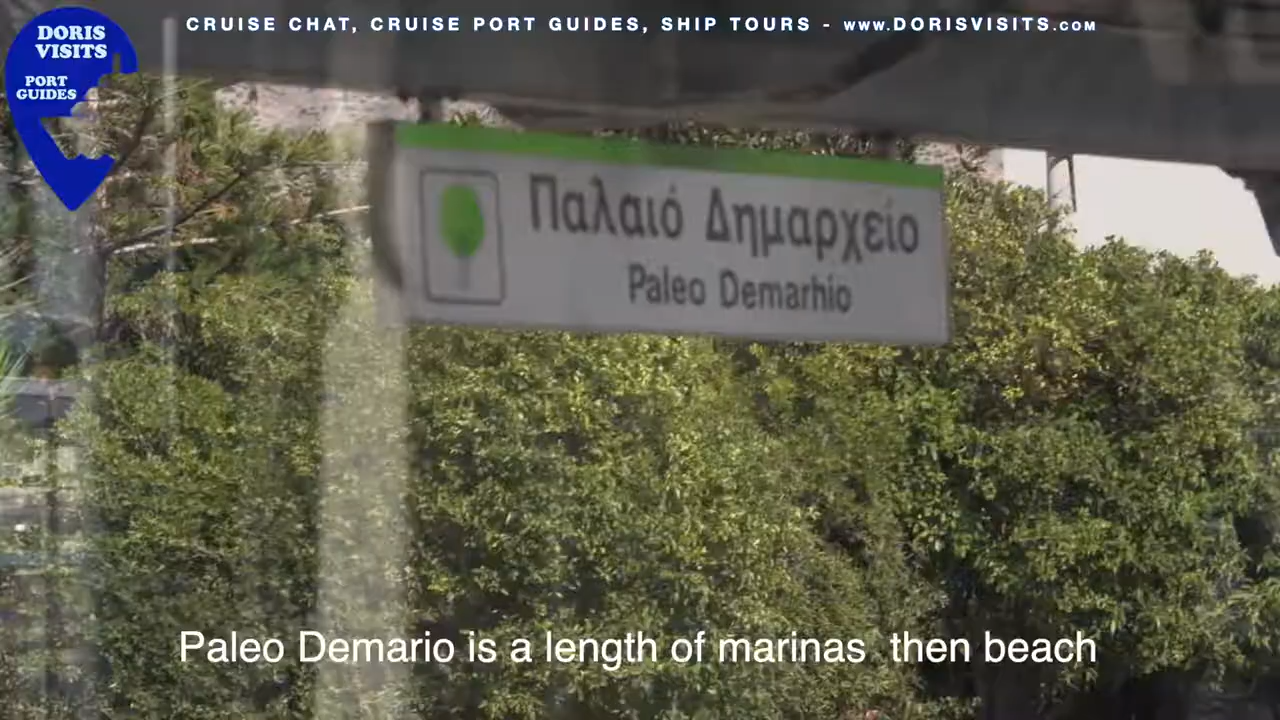 CRUISE CHAT, CRUISE PORT GUIDES, SHIP TOURS - www.DORISVISITS.COM
DORIS
VISITS
PORT
GUIDES
Παλαιό Δημαρχείο
Paleo Demarhio
Paleo Demario is a length of marinas then beach